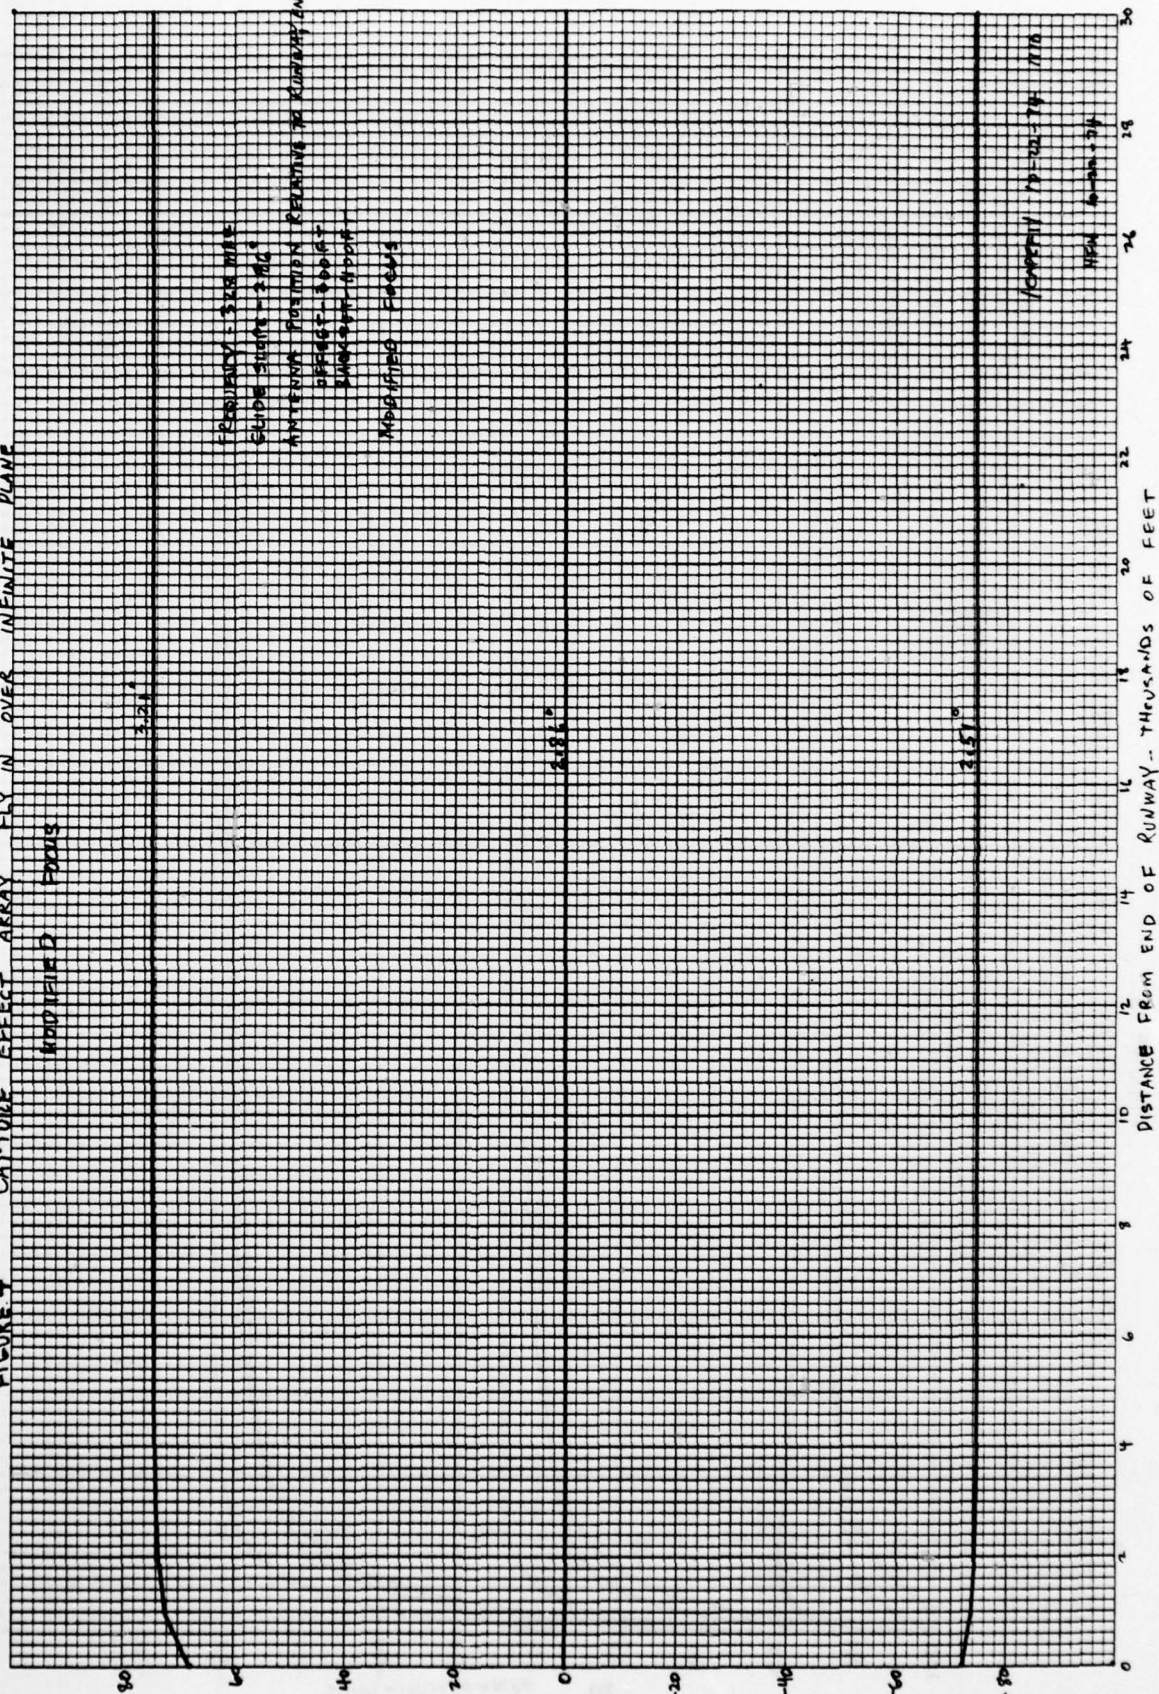 FIGURE 4 CAPTURE EFFECT ARRAY FLY IN OVER INFINITE PLANE
MODIFIED FOCUS
FREQUENCY - 328 MHZ
GLIDE SLOPE - 2.86°
ANTENNA POSITION RELATIVE TO RUNWAY
OFFSET - 300 FT
BACKSET - 1100 FT
MODIFIED FOCUS
3.21°
2.86°
2.51°
10-22-74
HFW 10-22-74
80
60
40
20
0
-20
-40
-60
-80
0 2 4 6 8 10 12 14 16 18 20 22 24 26 28 30
DISTANCE FROM END OF RUNWAY - THOUSANDS OF FEET